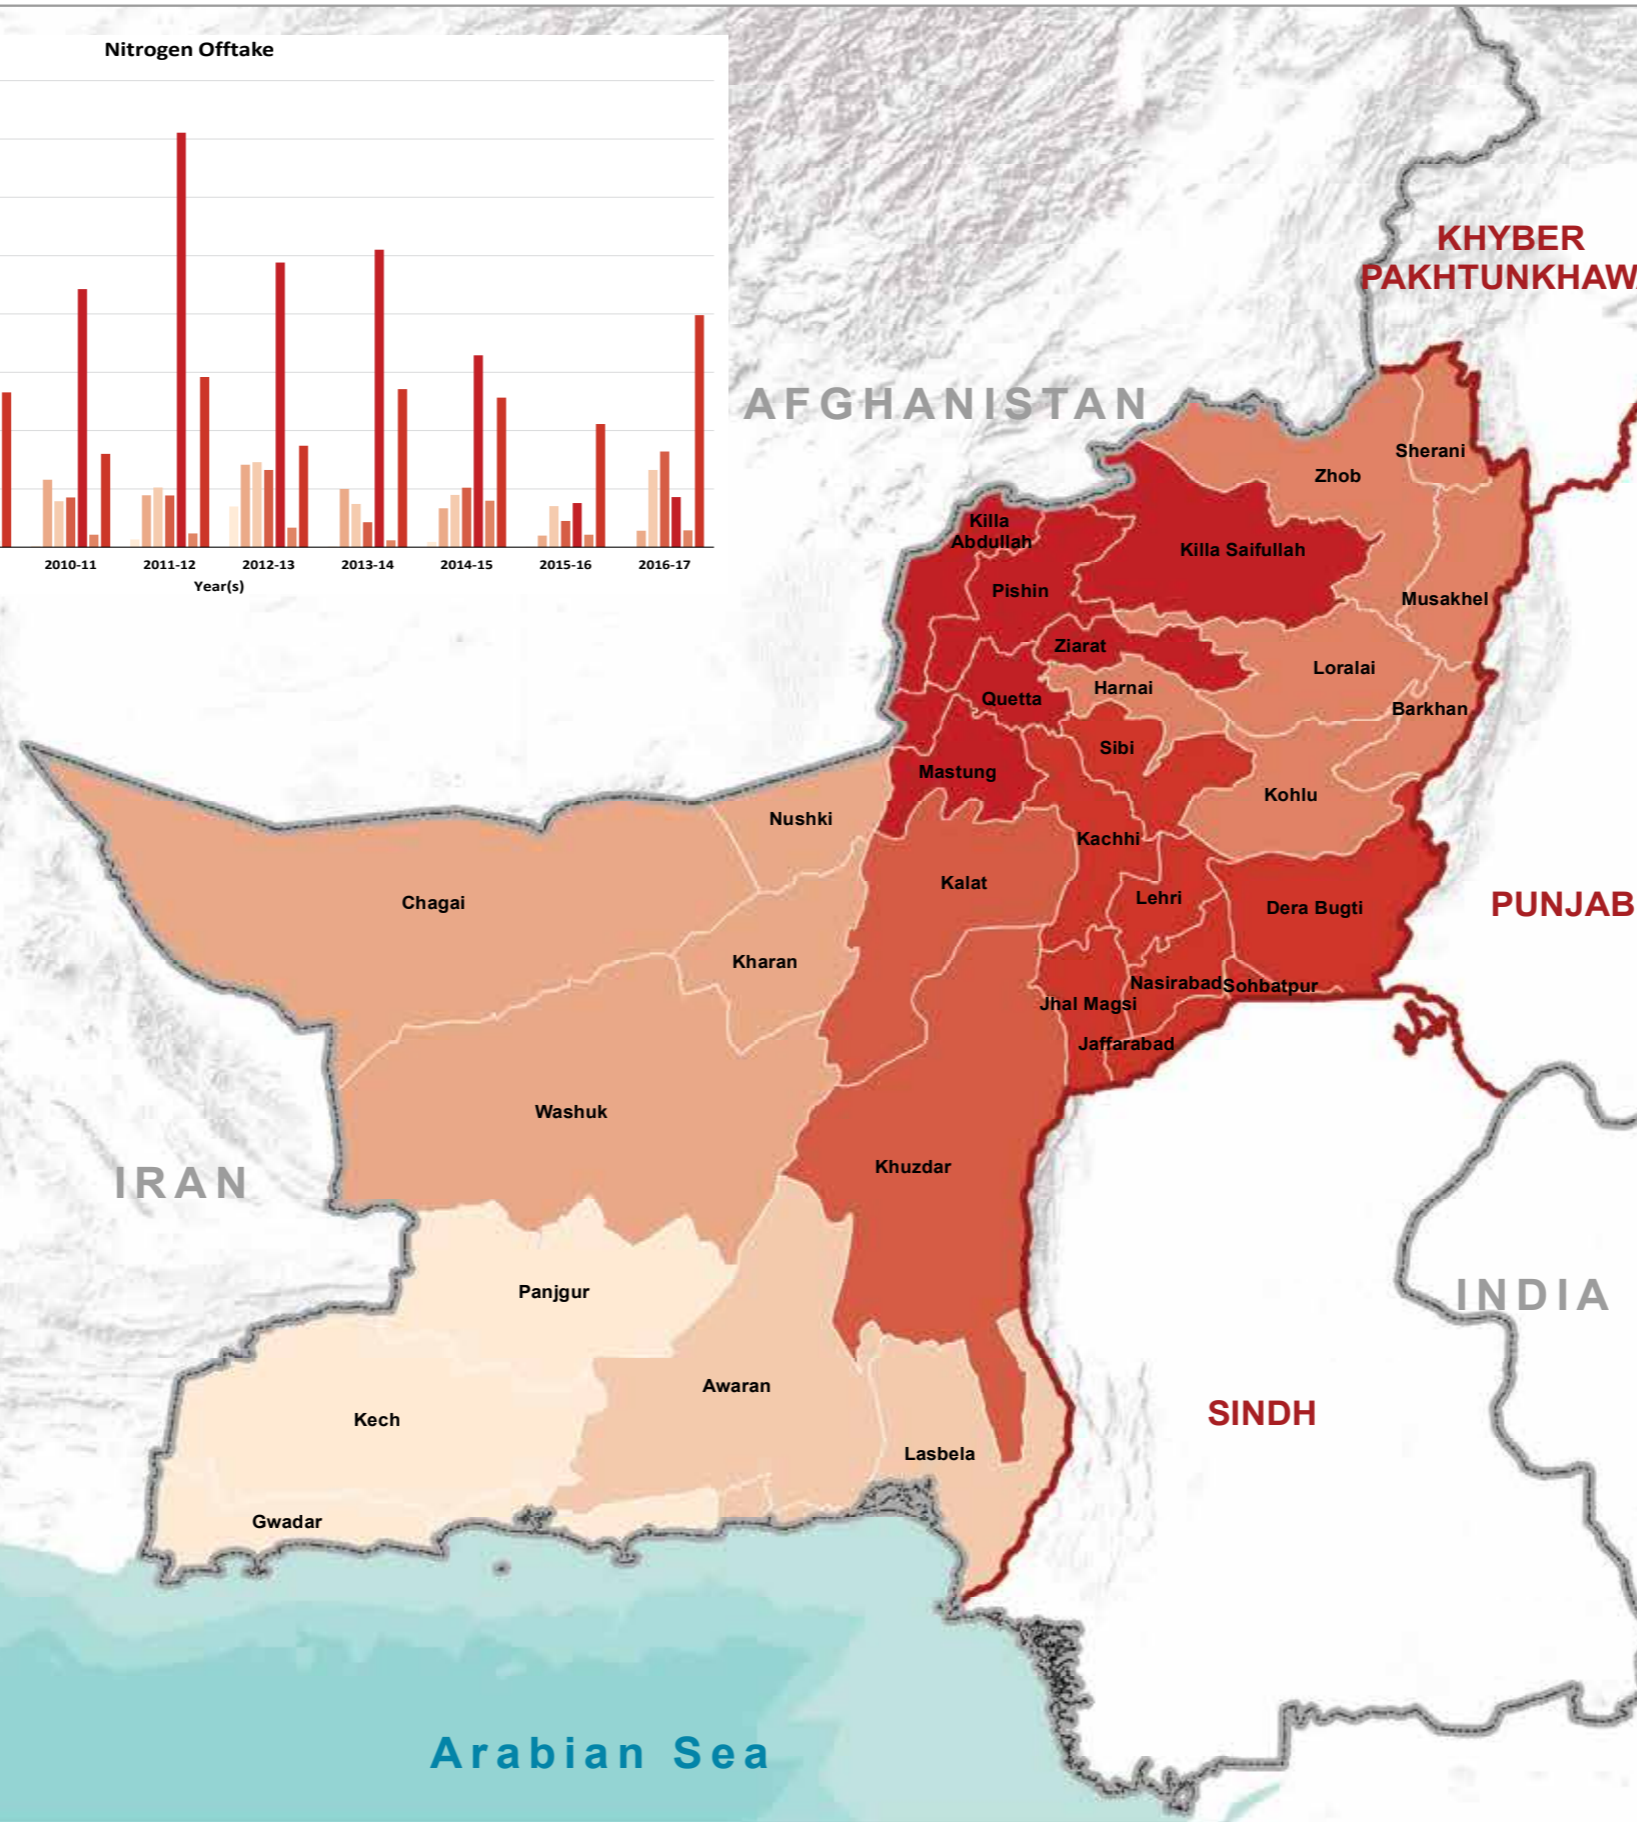 Nitrogen Offtake
2010-11
2011-12
2012-13
2013-14
2014-15
2015-16
2016-17
Year(s)
KHYBER
PAKHTUNKHAW
AFGHANISTAN
Sherani
Zhob
Killa
Abdullah
Killa Saifullah
Pishin
Musakhel
Ziarat
Loralai
Harnai
Quetta
Barkhan
Sibi
Mastung
Kohlu
Nushki
Kachhi
Kalat
Lehri
Chagai
Dera Bugti
PUNJAB
Kharan
Nasirabad
Sohbatpur
Jhal Magsi
Jaffarabad
Washuk
Khuzdar
IRAN
Panjgur
INDIA
Awaran
Kech
SINDH
Lasbela
Gwadar
Arabian Sea